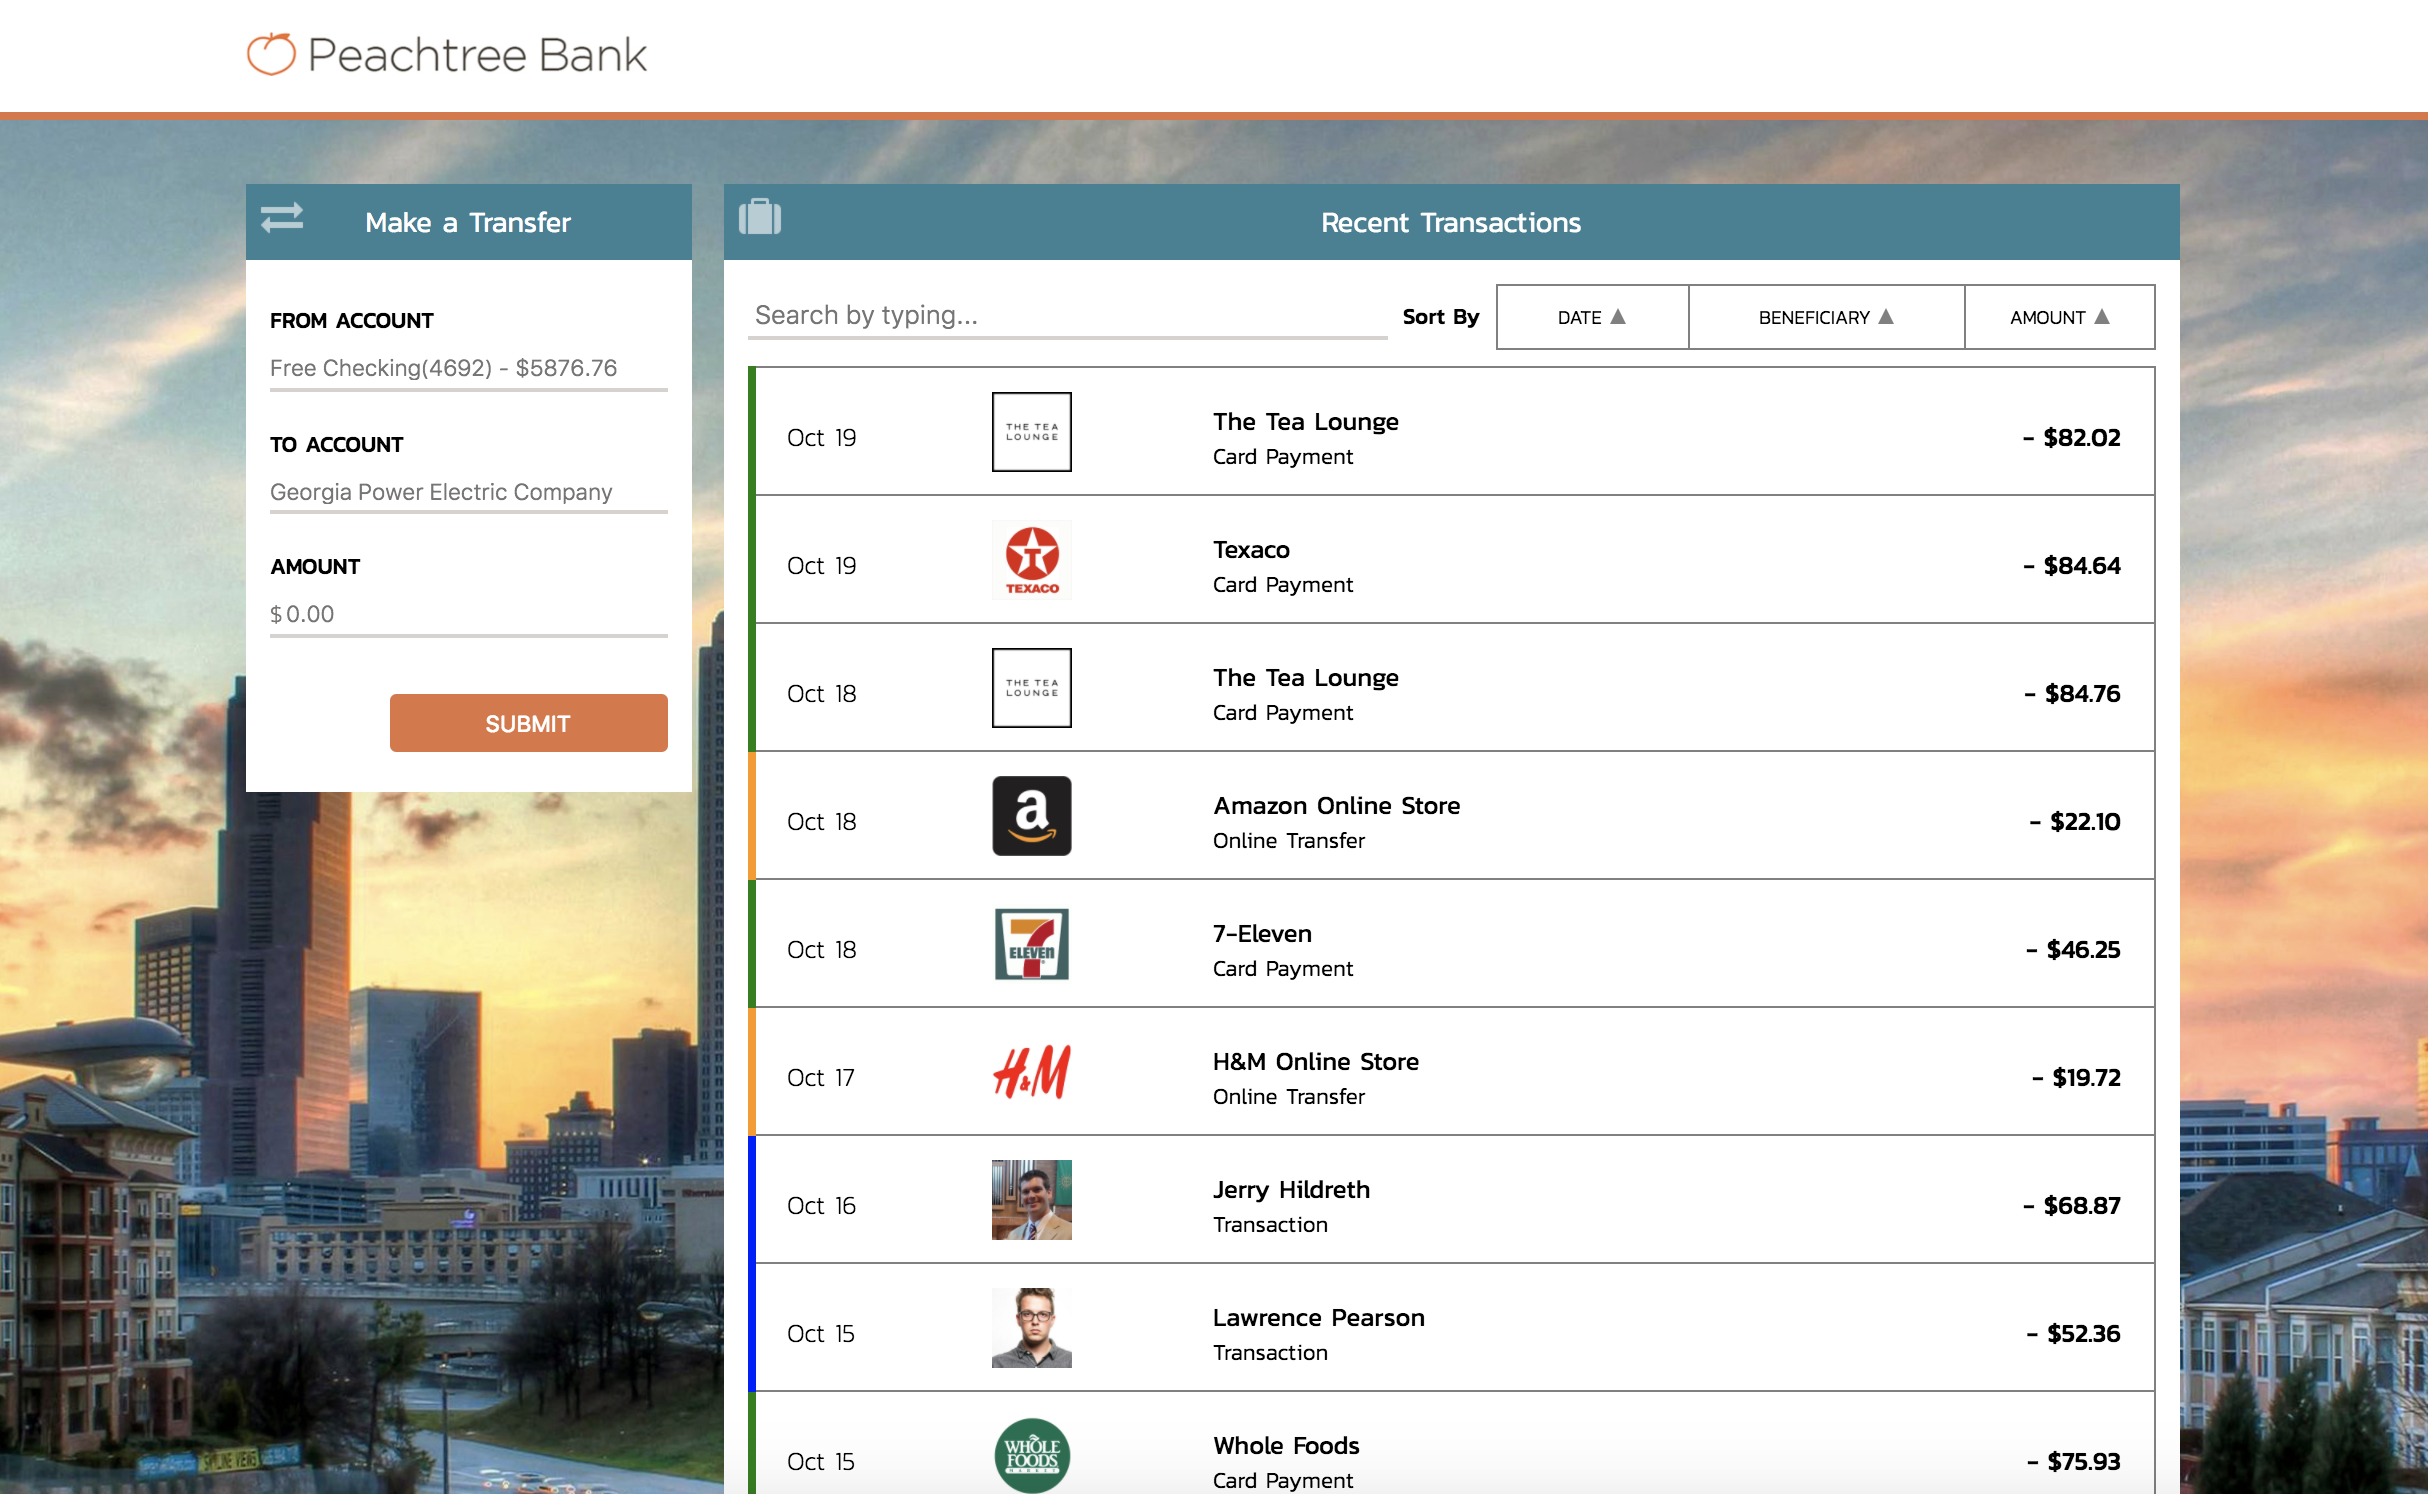 Peachtree Bank
Make a Transfer
FROM ACCOUNT
Free Checking(4692) - $5876.76
TO ACCOUNT
Georgia Power Electric Company
AMOUNT
$ 0.00
SUBMIT
Recent Transactions
Search by typing...
Sort By
DATE ▲
BENEFICIARY ▲
AMOUNT ▲
Oct 19
THE TEA
LOUNGE
The Tea Lounge
Card Payment
- $82.02
Oct 19
TEXACO
Texaco
Card Payment
- $84.64
Oct 18
THE TEA
LOUNGE
The Tea Lounge
Card Payment
- $84.76
Oct 18
a
Amazon Online Store
Online Transfer
- $22.10
Oct 18
7
ELEVEn
7-Eleven
Card Payment
- $46.25
Oct 17
H&M
H&M Online Store
Online Transfer
- $19.72
Oct 16
Jerry Hildreth
Transaction
- $68.87
Oct 15
Lawrence Pearson
Transaction
- $52.36
Oct 15
WHOLE
FOODS
MARKET
Whole Foods
Card Payment
- $75.93